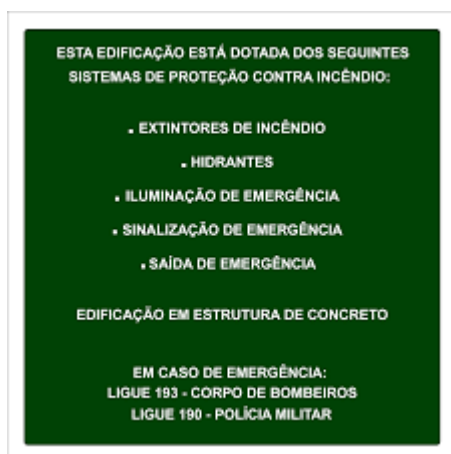 ESTA EDIFICAÇÃO ESTÁ DOTADA DOS SEGUINTES
SISTEMAS DE PROTEÇÃO CONTRA INCÊNDIO:
. EXTINTORES DE INCÊNDIO
. HIDRANTES
. ILUMINAÇÃO DE EMERGÊNCIA
. SINALIZAÇÃO DE EMERGÊNCIA
. SAÍDA DE EMERGÊNCIA
EDIFICAÇÃO EM ESTRUTURA DE CONCRETO
EM CASO DE EMERGÊNCIA:
LIGUE 193 - CORPO DE BOMBEIROS
LIGUE 190 - POLÍCIA MILITAR